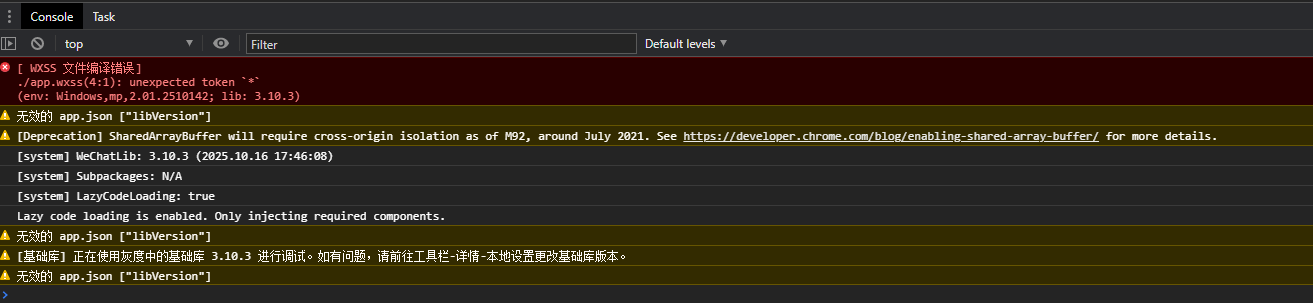 Console Task
top Filter Default levels
[ WXSS 文件编译错误]
./app.wxss(4:1): unexpected token `*`
(env: Windows,mp,2.01.2510142; lib: 3.10.3)
无效的 app.json ["libVersion"]
[Deprecation] SharedArrayBuffer will require cross-origin isolation as of M92, around July 2021. See https://developer.chrome.com/blog/enabling-shared-array-buffer/ for more details.
[system] WeChatLib: 3.10.3 (2025.10.16 17:46:08)
[system] Subpackages: N/A
[system] LazyCodeLoading: true
Lazy code loading is enabled. Only injecting required components.
无效的 app.json ["libVersion"]
[基础库] 正在使用灰度中的基础库 3.10.3 进行调试。如有问题，请前往工具栏-详情-本地设置更改基础库版本。
无效的 app.json ["libVersion"]